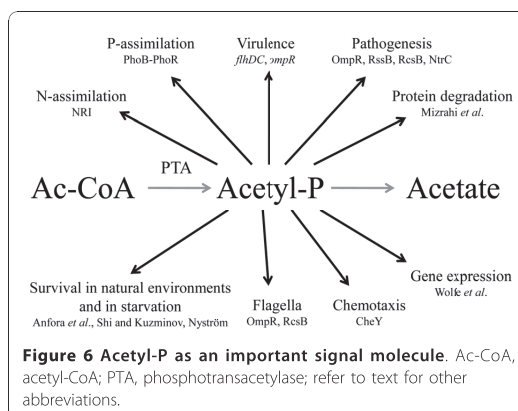 P-assimilation
PhoB-PhoR
Virulence
flhDC, ompR
Pathogenesis
OmpR, RssB, RcsB, NtrC
N-assimilation
NRI
Protein degradation
Mizrahi et al.
PTA
Ac-CoA
Acetyl-P
Acetate
Survival in natural environments
and in starvation
Anfora et al., Shi and Kuzminov, Nyström
Flagella
OmpR, RcsB
Chemotaxis
CheY
Gene expression
Wolfe et al.
Figure 6 Acetyl-P as an important signal molecule. Ac-CoA,
acetyl-CoA; PTA, phosphotransacetylase; refer to text for other
abbreviations.